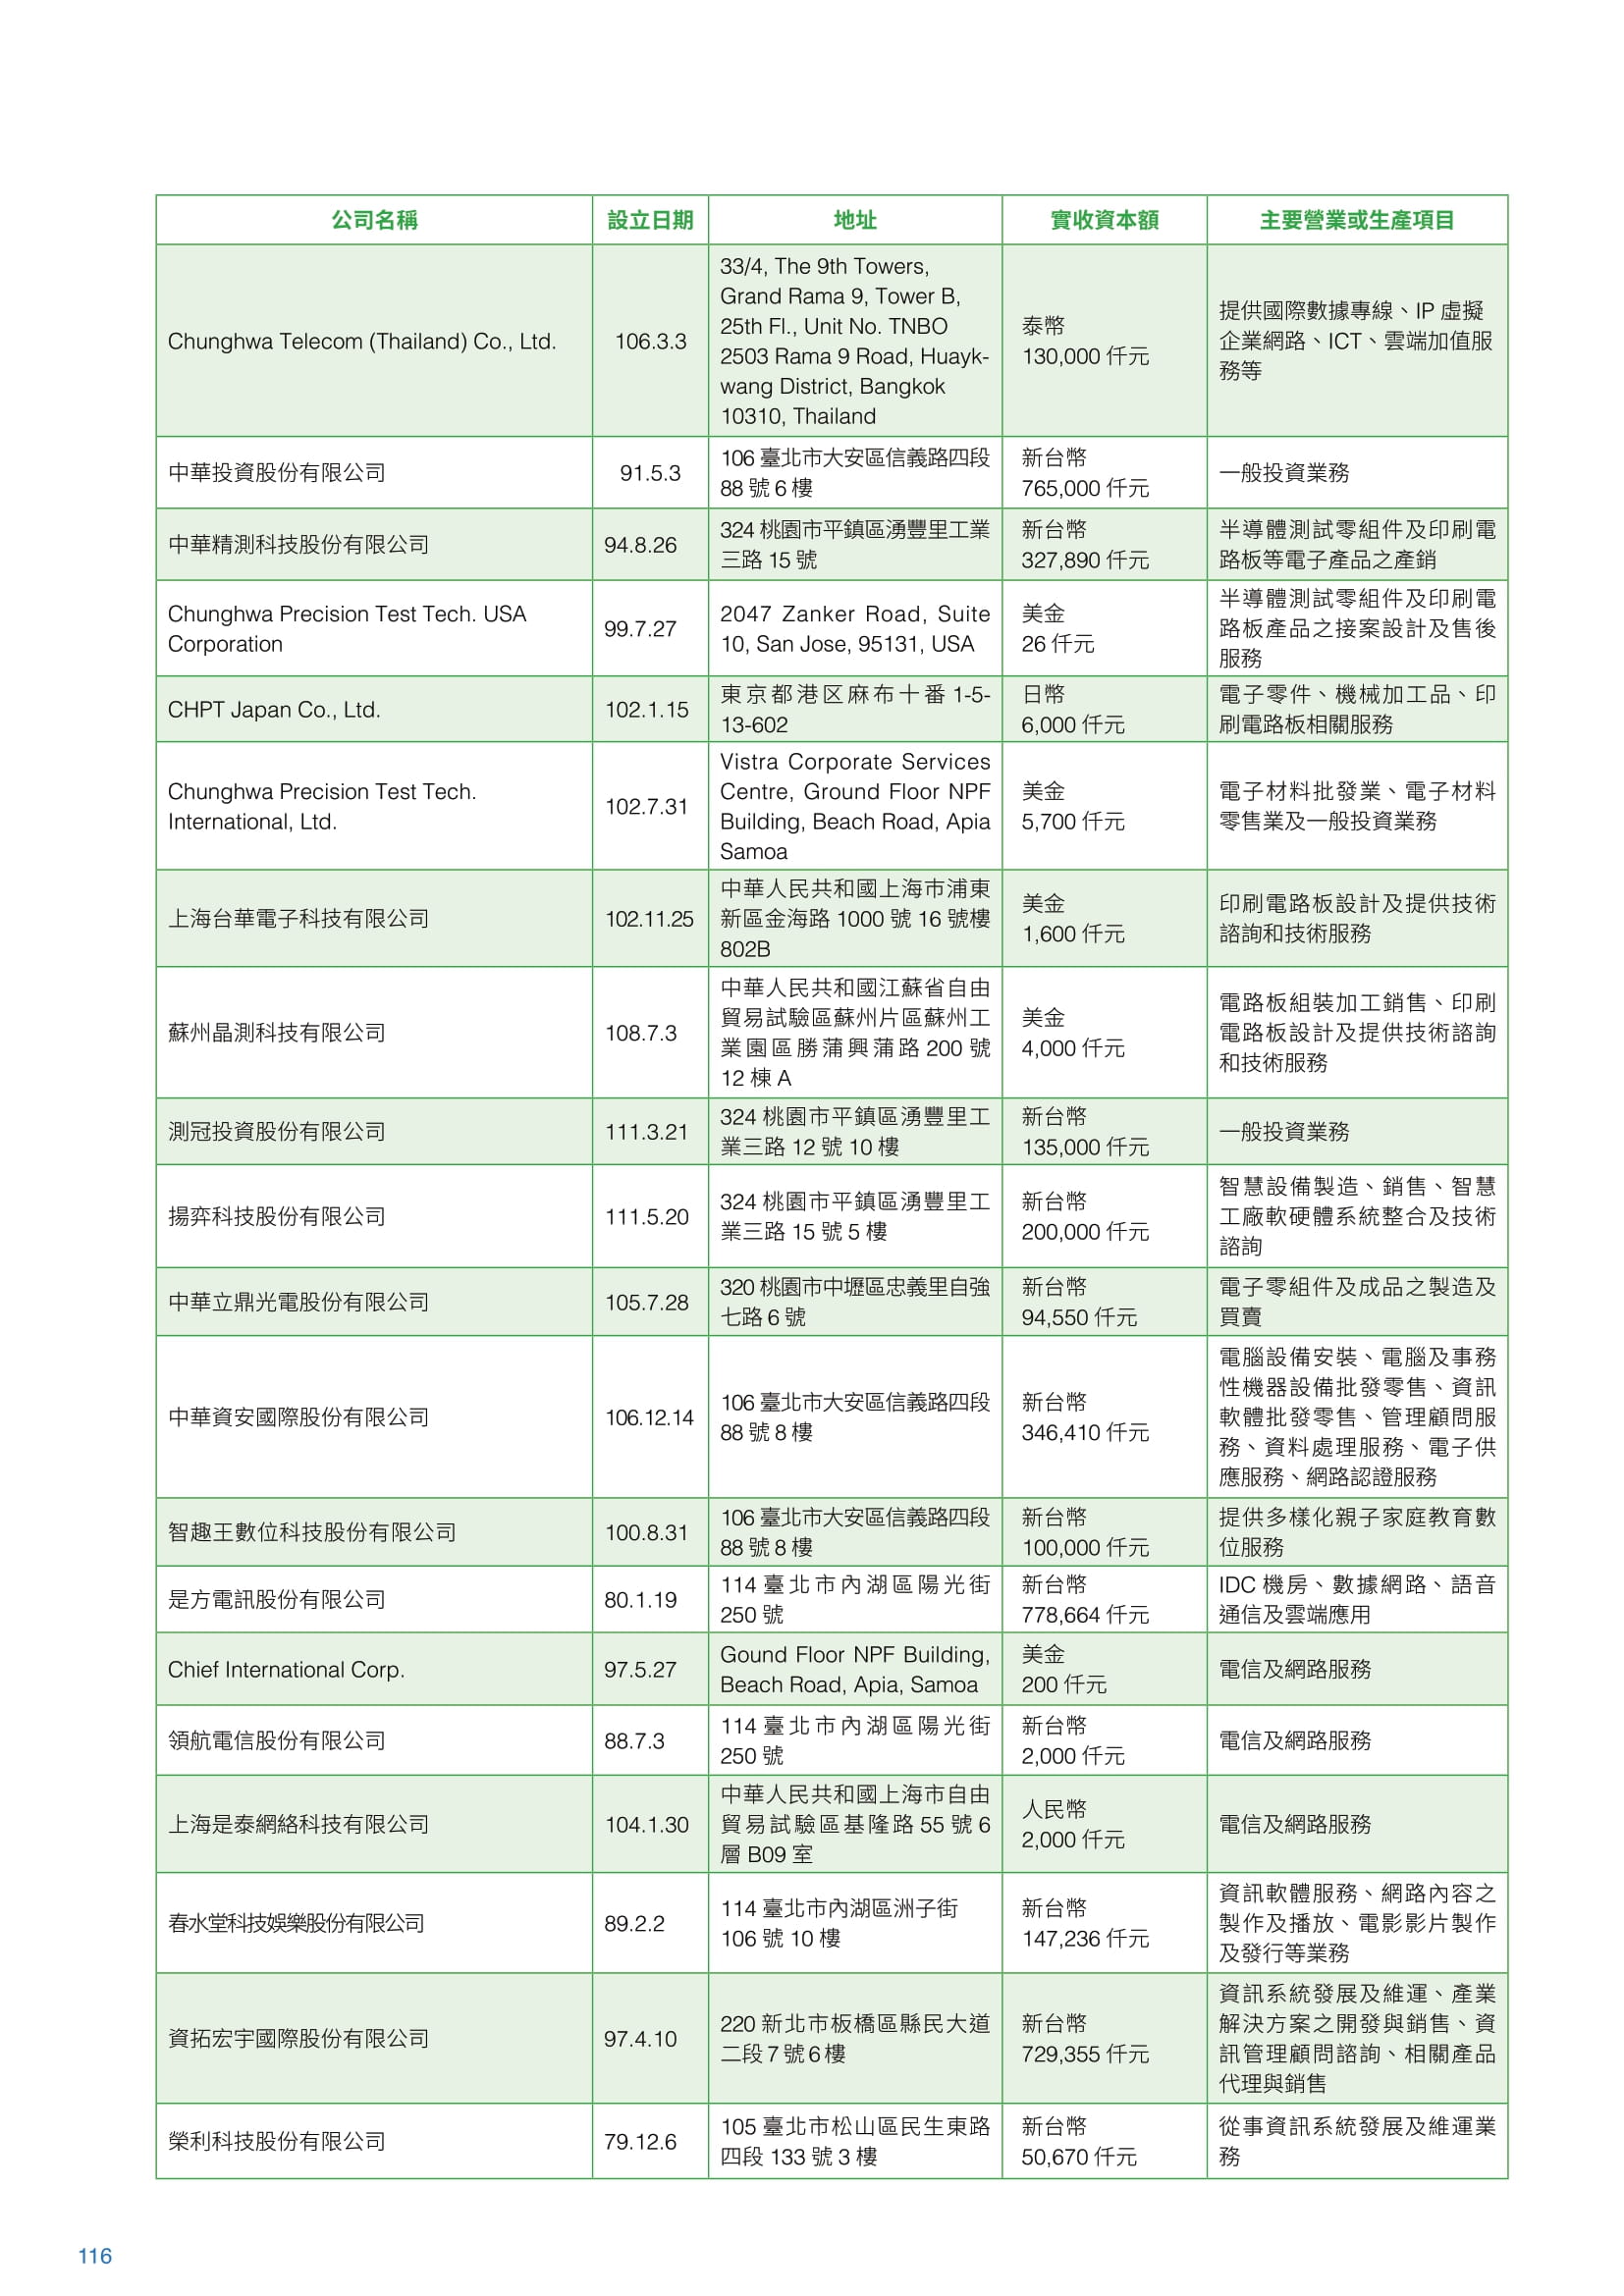 公司名稱 設立日期 地址 實收資本額 主要營業或生產項目
Chunghwa Telecom (Thailand) Co., Ltd.
106.3.3
33/4, The 9th Towers,
Grand Rama 9, Tower B,
25th Fl., Unit No. TNBO
2503 Rama 9 Road, Huayk-
wang District, Bangkok
10310, Thailand
泰幣
130,000 仟元
提供國際數據專線、IP 虛擬
企業網路、ICT、雲端加值服
務等
中華投資股份有限公司
91.5.3
106 臺北市大安區信義路四段
88 號 6 樓
新台幣
765,000 仟元
一般投資業務
中華精測科技股份有限公司
94.8.26
324 桃園市平鎮區湧豐里工業
三路 15 號
新台幣
327,890 仟元
半導體測試零組件及印刷電
路板等電子產品之產銷
Chunghwa Precision Test Tech. USA
Corporation
99.7.27
2047 Zanker Road, Suite
10, San Jose, 95131, USA
美金
26 仟元
半導體測試零組件及印刷電
路板產品之接案設計及售後
服務
CHPT Japan Co., Ltd.
102.1.15
東京都港区麻布十番 1-5-
13-602
日幣
6,000 仟元
電子零件、機械加工品、印
刷電路板相關服務
Chunghwa Precision Test Tech.
International, Ltd.
102.7.31
Vistra Corporate Services
Centre, Ground Floor NPF
Building, Beach Road, Apia
Samoa
美金
5,700 仟元
電子材料批發業、電子材料
零售業及一般投資業務
上海台華電子科技有限公司
102.11.25
中華人民共和國上海市浦東
新區金海路 1000 號 16 號樓
802B
美金
1,600 仟元
印刷電路板設計及提供技術
諮詢和技術服務
蘇州晶測科技有限公司
108.7.3
中華人民共和國江蘇省自由
貿易試驗區蘇州片區蘇州工
業園區勝蒲興蒲路 200 號
12 棟 A
美金
4,000 仟元
電路板組裝加工銷售、印刷
電路板設計及提供技術諮詢
和技術服務
測冠投資股份有限公司
111.3.21
324 桃園市平鎮區湧豐里工
業三路 12 號 10 樓
新台幣
135,000 仟元
一般投資業務
揚弈科技股份有限公司
111.5.20
324 桃園市平鎮區湧豐里工
業三路 15 號 5 樓
新台幣
200,000 仟元
智慧設備製造、銷售、智慧
工廠軟硬體系統整合及技術
諮詢
中華立鼎光電股份有限公司
105.7.28
320 桃園市中壢區忠義里自強
七路 6 號
新台幣
94,550 仟元
電子零組件及成品之製造及
買賣
中華資安國際股份有限公司
106.12.14
106 臺北市大安區信義路四段
88 號 8 樓
新台幣
346,410 仟元
電腦設備安裝、電腦及事務
性機器設備批發零售、資訊
軟體批發零售、管理顧問服
務、資料處理服務、電子供
應服務、網路認證服務
智趣王數位科技股份有限公司
100.8.31
106 臺北市大安區信義路四段
88 號 8 樓
新台幣
100,000 仟元
提供多樣化親子家庭教育數
位服務
是方電訊股份有限公司
80.1.19
114 臺北市內湖區陽光街
250 號
新台幣
778,664 仟元
IDC 機房、數據網路、語音
通信及雲端應用
Chief International Corp.
97.5.27
Gound Floor NPF Building,
Beach Road, Apia, Samoa
美金
200 仟元
電信及網路服務
領航電信股份有限公司
88.7.3
114 臺北市內湖區陽光街
250 號
新台幣
2,000 仟元
電信及網路服務
上海是泰網絡科技有限公司
104.1.30
中華人民共和國上海市自由
貿易試驗區基隆路 55 號 6
層 B09 室
人民幣
2,000 仟元
電信及網路服務
春水堂科技娛樂股份有限公司
89.2.2
114 臺北市內湖區洲子街
106 號 10 樓
新台幣
147,236 仟元
資訊軟體服務、網路內容之
製作及播放、電影影片製作
及發行等業務
資拓宏宇國際股份有限公司
97.4.10
220 新北市板橋區縣民大道
二段 7 號 6 樓
新台幣
729,355 仟元
資訊系統發展及維運、產業
解決方案之開發與銷售、資
訊管理顧問諮詢、相關產品
代理與銷售
榮利科技股份有限公司
79.12.6
105 臺北市松山區民生東路
四段 133 號 3 樓
新台幣
50,670 仟元
從事資訊系統發展及維運業
務
116